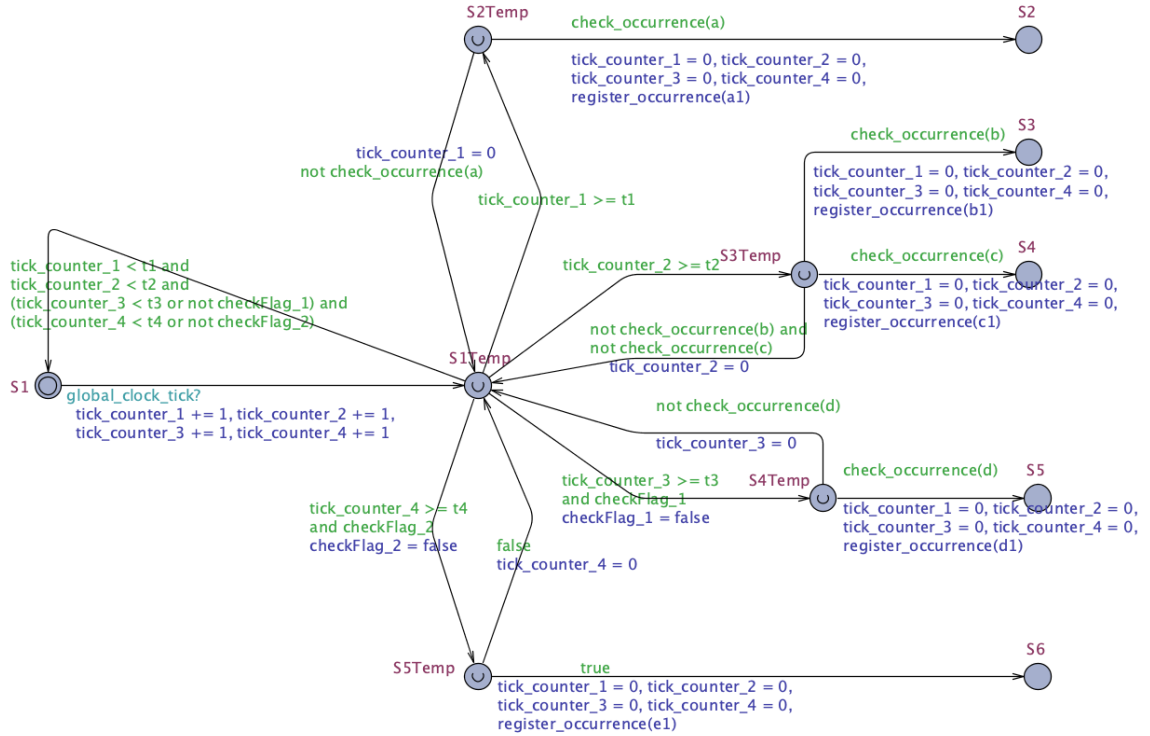 S2Temp
check_occurrence(a)
S2
tick_counter_1 = 0, tick_counter_2 = 0,
tick_counter_3 = 0, tick_counter_4 = 0,
register_occurrence(a1)
tick_counter_1 = 0
not check_occurrence(a)
tick_counter_1 >= t1
check_occurrence(b)
S3
tick_counter_1 = 0, tick_counter_2 = 0,
tick_counter_3 = 0, tick_counter_4 = 0,
register_occurrence(b1)
tick_counter_1 < t1 and
tick_counter_2 < t2 and
(tick_counter_3 < t3 or not checkFlag_1) and
(tick_counter_4 < t4 or not checkFlag_2)
tick_counter_2 >= t2
S3Temp
check_occurrence(c)
S4
tick_counter_1 = 0, tick_counter_2 = 0,
tick_counter_3 = 0, tick_counter_4 = 0,
register_occurrence(c1)
not check_occurrence(b) and
not check_occurrence(c)
tick_counter_2 = 0
S1Temp
S1
global_clock_tick?
tick_counter_1 += 1, tick_counter_2 += 1,
tick_counter_3 += 1, tick_counter_4 += 1
not check_occurrence(d)
tick_counter_3 = 0
tick_counter_3 >= t3
and checkFlag_1
checkFlag_1 = false
S4Temp
check_occurrence(d)
S5
tick_counter_1 = 0, tick_counter_2 = 0,
tick_counter_3 = 0, tick_counter_4 = 0,
register_occurrence(d1)
tick_counter_4 >= t4
and checkFlag_2
checkFlag_2 = false
false
tick_counter_4 = 0
S5Temp
true
S6
tick_counter_1 = 0, tick_counter_2 = 0,
tick_counter_3 = 0, tick_counter_4 = 0,
register_occurrence(e1)